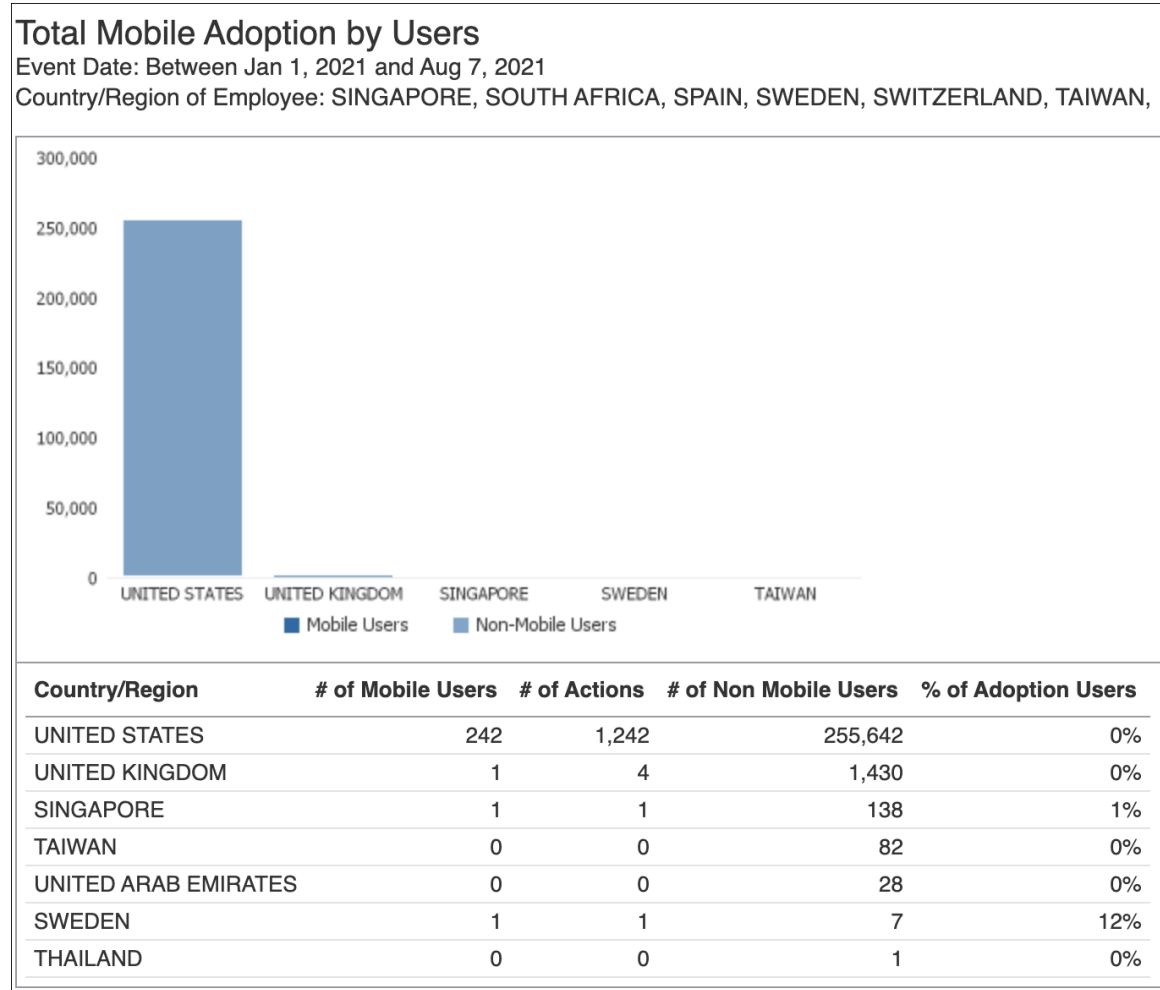 Total Mobile Adoption by Users
Event Date: Between Jan 1, 2021 and Aug 7, 2021
Country/Region of Employee: SINGAPORE, SOUTH AFRICA, SPAIN, SWEDEN, SWITZERLAND, TAIWAN,
300,000
250,000
200,000
150,000
100,000
50,000
0
UNITED STATES UNITED KINGDOM SINGAPORE SWEDEN TAIWAN
Mobile Users Non-Mobile Users
Country/Region # of Mobile Users # of Actions # of Non Mobile Users % of Adoption Users
UNITED STATES 242 1,242 255,642 0%
UNITED KINGDOM 1 4 1,430 0%
SINGAPORE 1 1 138 1%
TAIWAN 0 0 82 0%
UNITED ARAB EMIRATES 0 0 28 0%
SWEDEN 1 1 7 12%
THAILAND 0 0 1 0%